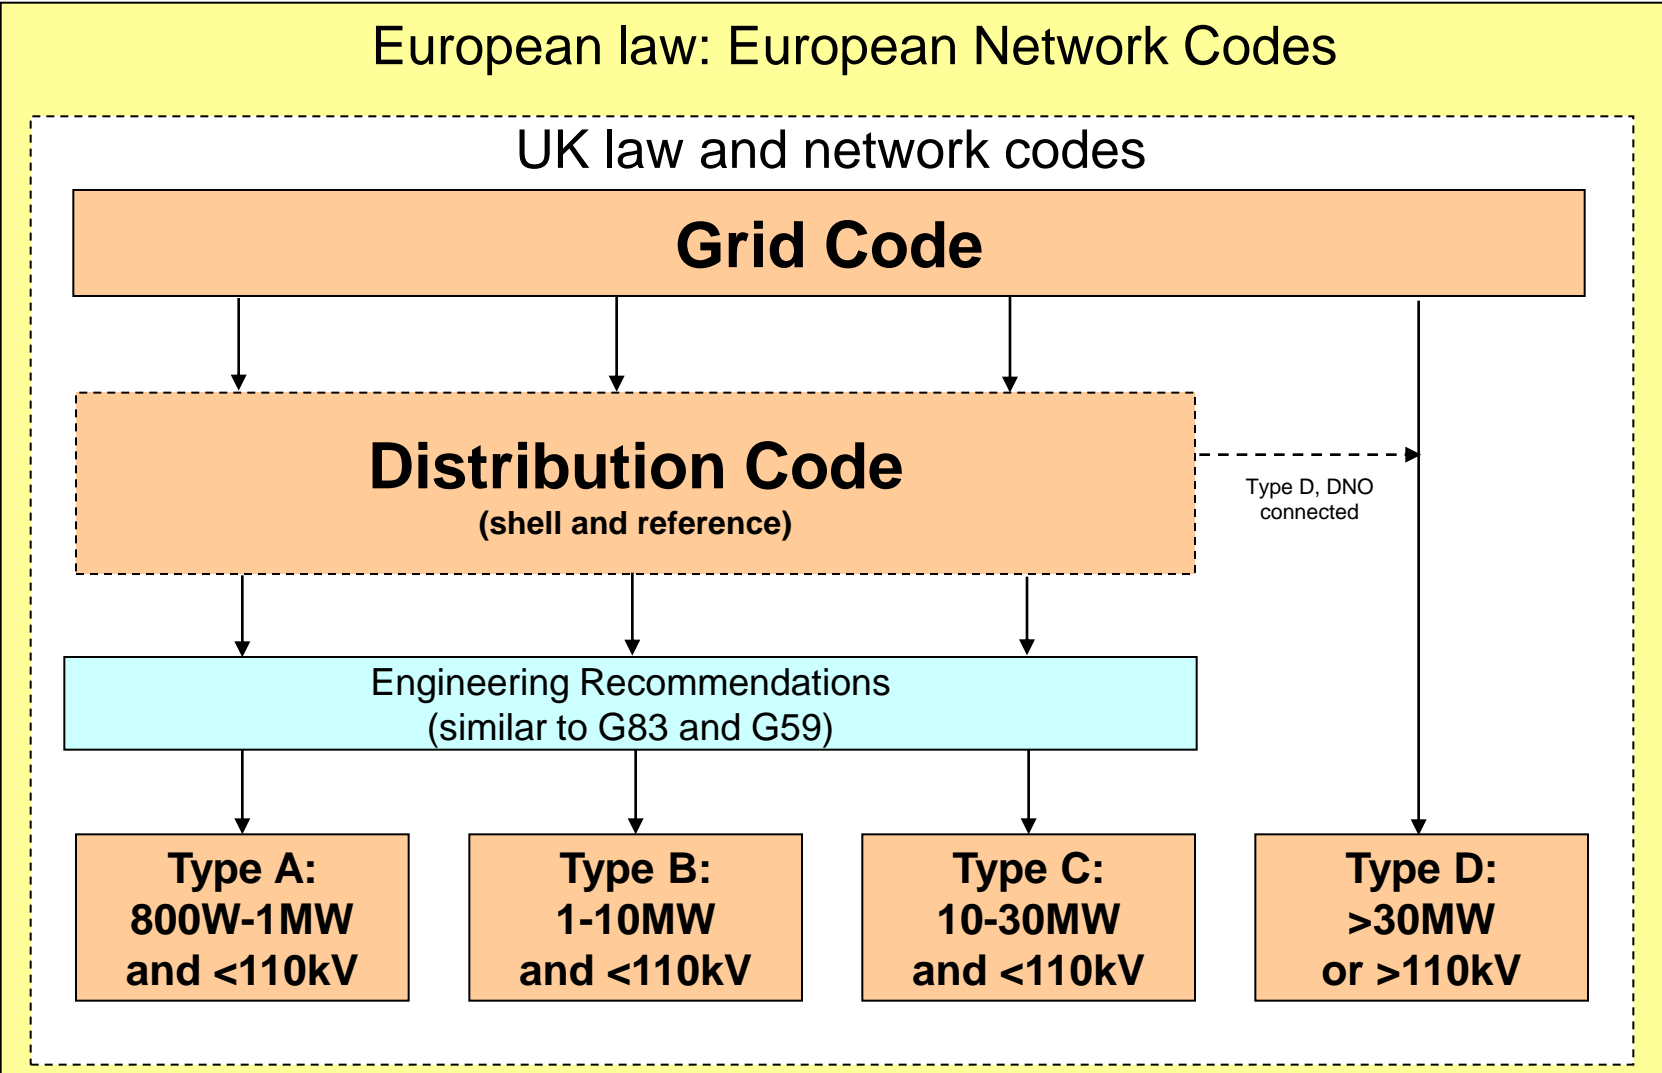 European law: European Network Codes
UK law and network codes
Grid Code
Distribution Code
(shell and reference)
Type D, DNO
connected
Engineering Recommendations
(similar to G83 and G59)
Type A:
800W-1MW
and <110kV
Type B:
1-10MW
and <110kV
Type C:
10-30MW
and <110kV
Type D:
>30MW
or >110kV